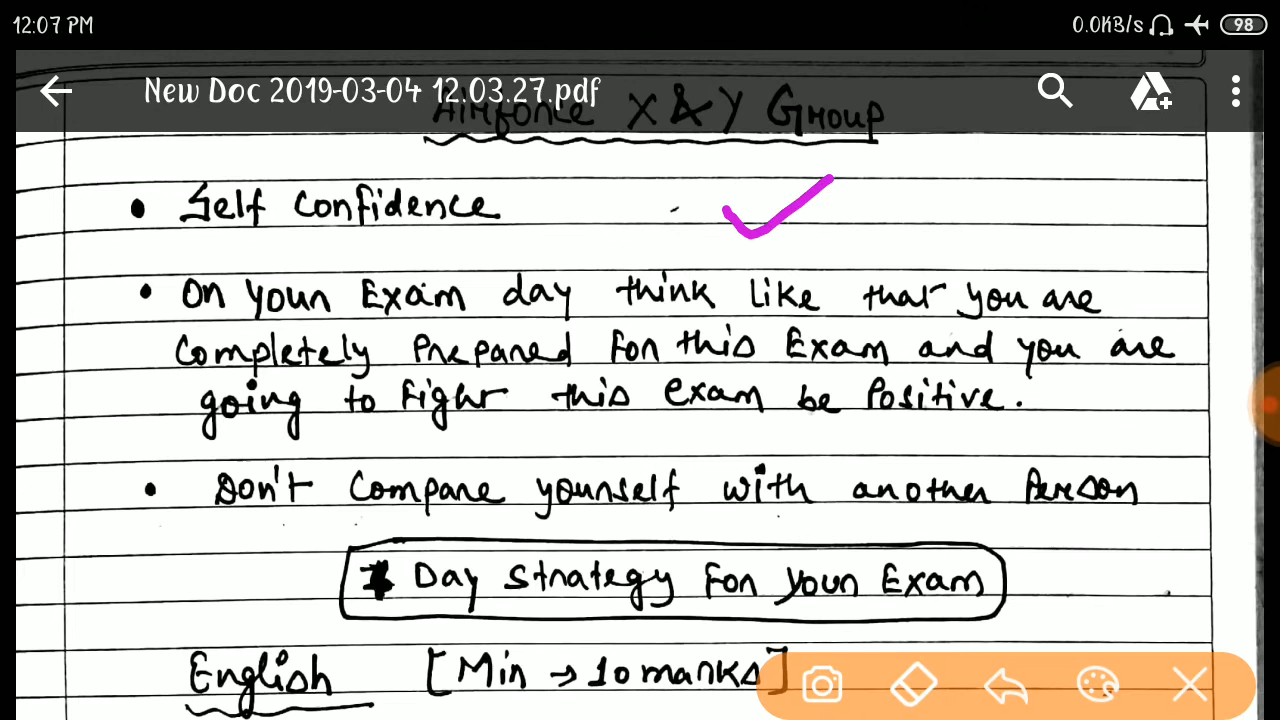 12:07 PM
0.0KB/s 98
New Doc 2019-03-04 12.03.27.pdf
Airforce X & Y Group
• Self Confidence
• On your Exam day think like that you are
Completely Prepared For this Exam and you are
going to Fight this exam be Positive.
• Don't Compare yourself with another Person
Day Strategy For your Exam
English [Min → 10 marks]